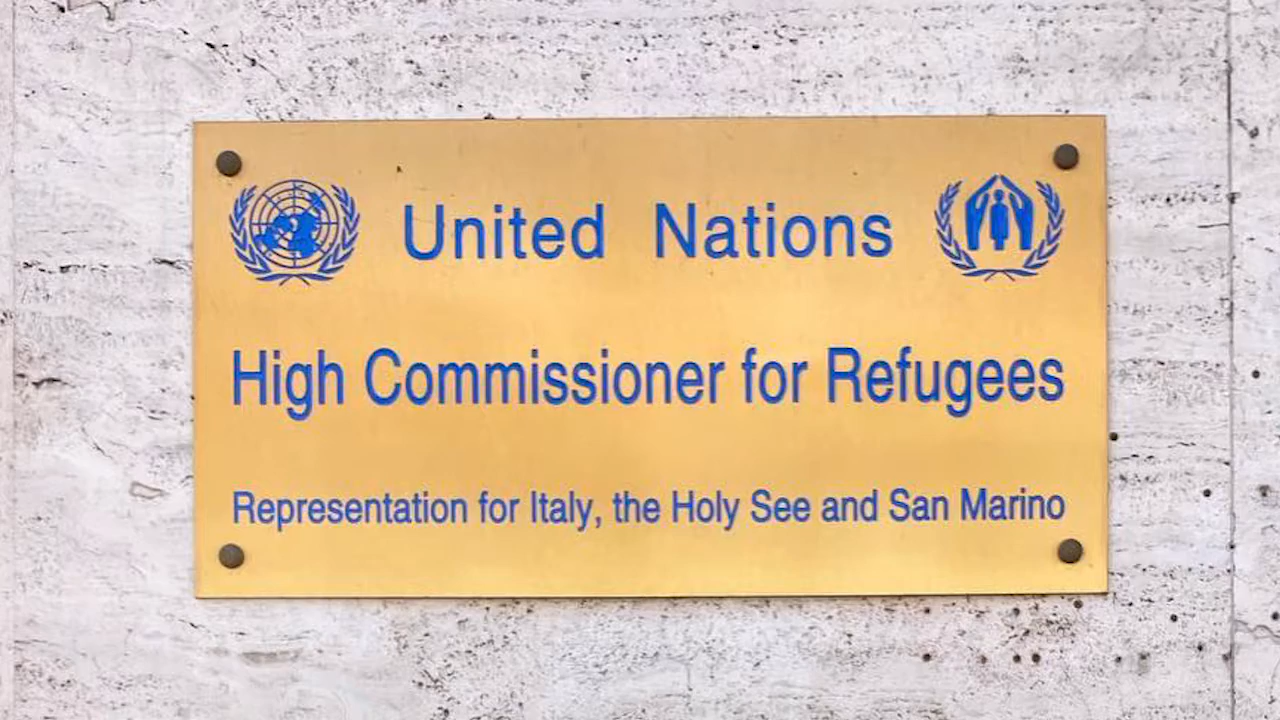 United Nations
High Commissioner for Refugees
Representation for Italy, the Holy See and San Marino